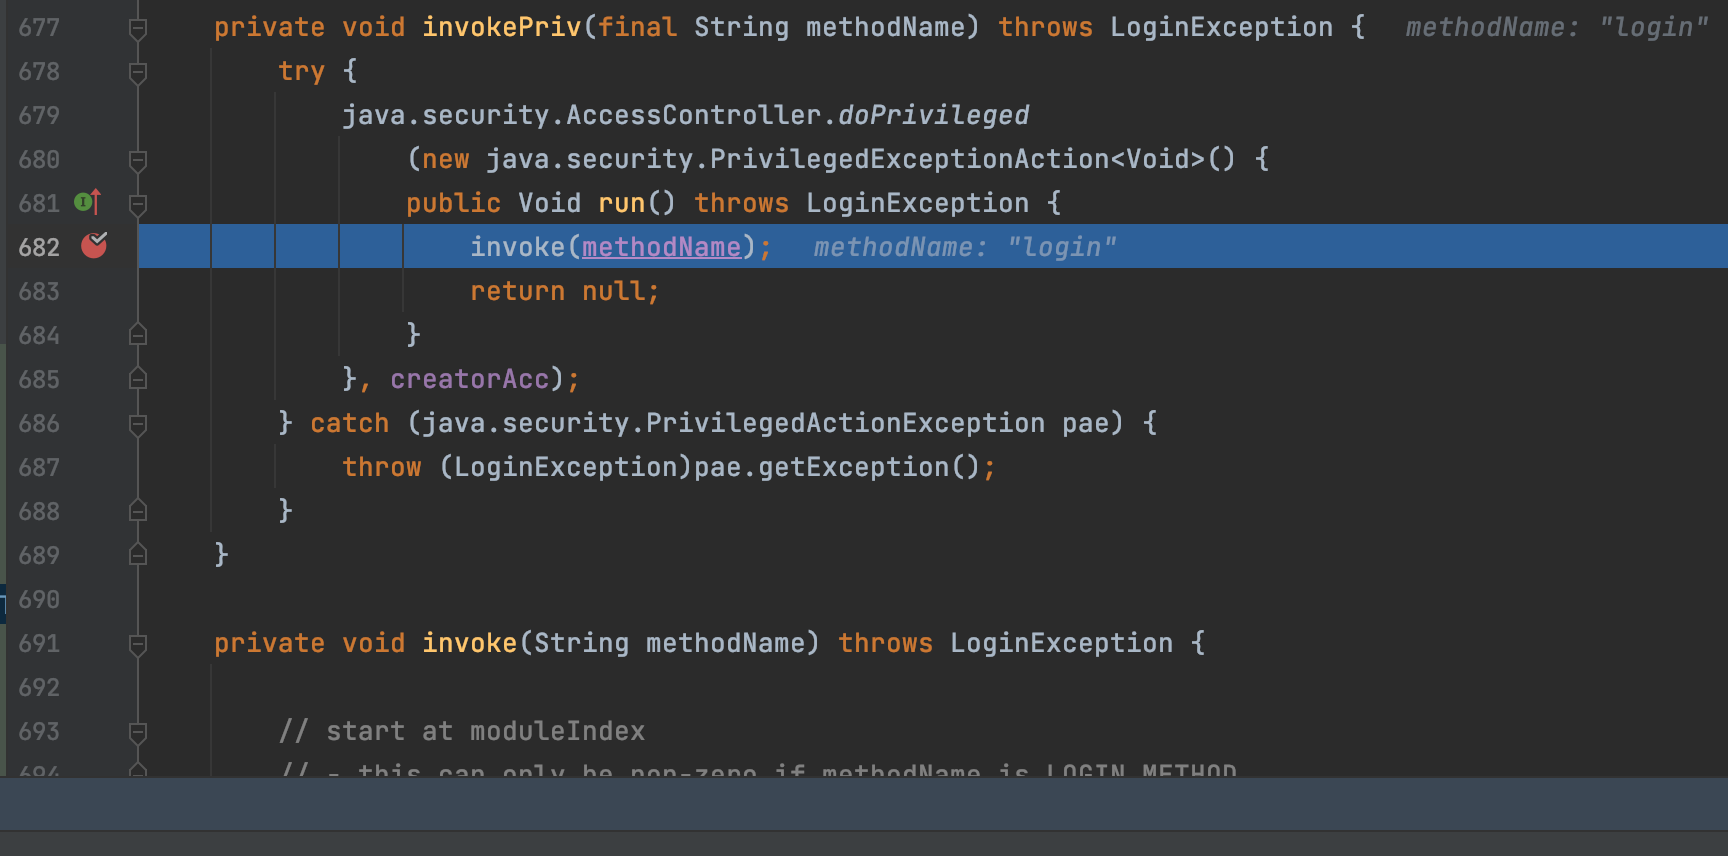 677 private void invokePriv(final String methodName) throws LoginException { methodName: "login"
678 try {
679 java.security.AccessController.doPrivileged
680 (new java.security.PrivilegedExceptionAction<Void>() {
681 public Void run() throws LoginException {
682 invoke(methodName); methodName: "login"
683 return null;
684 }
685 }, creatorAcc);
686 } catch (java.security.PrivilegedActionException pae) {
687 throw (LoginException)pae.getException();
688 }
689 }
690
691 private void invoke(String methodName) throws LoginException {
692
693 // start at moduleIndex
694 // - this can only be non-zero if methodName is LOGIN_METHOD